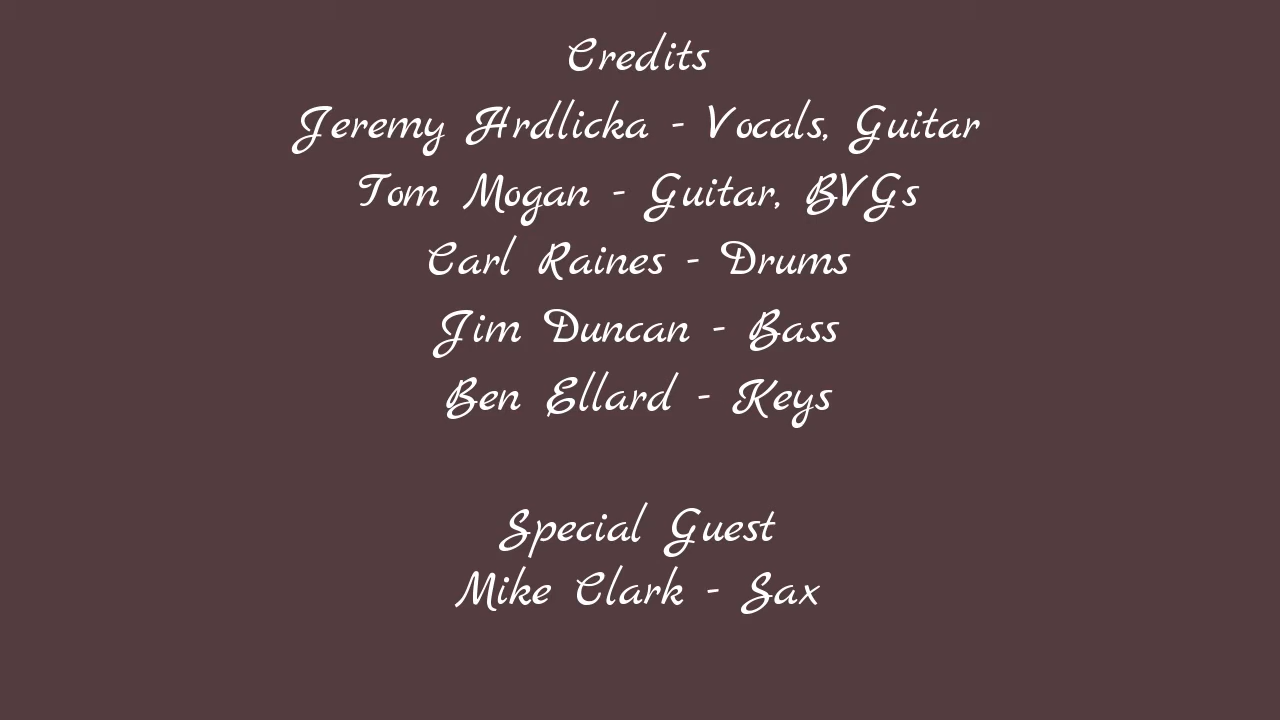 Credits
Jeremy Hrdlicka - Vocals, Guitar
Tom Mogan - Guitar, BVGs
Carl Raines - Drums
Jim Duncan - Bass
Ben Ellard - Keys
Special Guest
Mike Clark - Sax